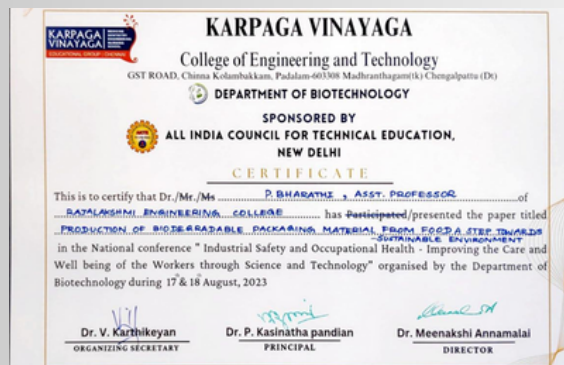 KARPAGA VINAYAGA
KARPAGA
VINAYAGA
EDUCATIONAL GROUP - CHENNAI
College of Engineering and Technology
GST ROAD, Chinna Kolambakkam, Padalam-603308 Madhranthagam(tk) Chengalpattu (Dt)
DEPARTMENT OF BIOTECHNOLOGY
SPONSORED BY
ALL INDIA COUNCIL FOR TECHNICAL EDUCATION,
NEW DELHI
CERTIFICATE
This is to certify that Dr./Mr./Ms P. BHARATHI , ASST. PROFESSOR of
RAJALAKSHMI ENGINEERING COLLEGE has Participated/presented the paper titled
PRODUCTION OF BIODEGRADABLE PACKAGING MATERIAL FROM FOOD A STEP TOWARDS
-SUSTAINABLE ENVIRONMENT
in the National conference " Industrial Safety and Occupational Health - Improving the Care and
Well being of the Workers through Science and Technology" organised by the Department of
Biotechnology during 17 & 18 August, 2023
Dr. V. Karthikeyan
ORGANIZING SECRETARY
Dr. P. Kasinatha pandian
PRINCIPAL
Dr. Meenakshi Annamalai
DIRECTOR